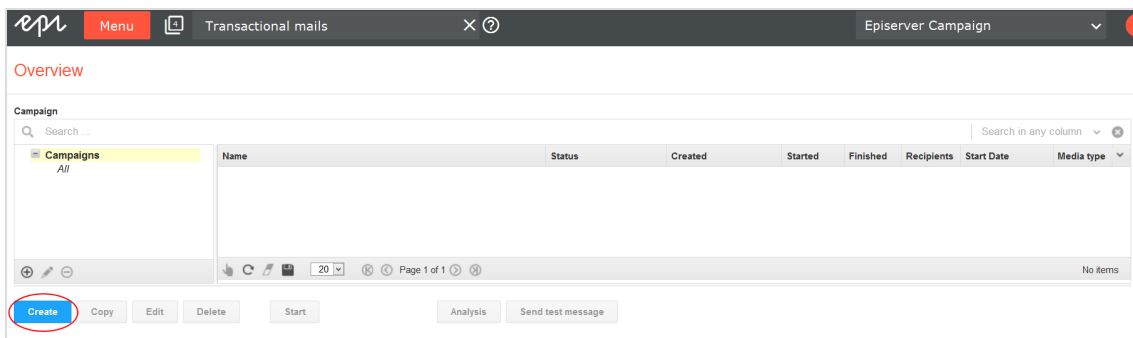 epi Menu 4 Transactional mails Episerver Campaign
Overview
Campaign
Search ... Search in any column
Campaigns Name Status Created Started Finished Recipients Start Date Media type
All
20 Page 1 of 1 No items
Create Copy Edit Delete Start Analysis Send test message